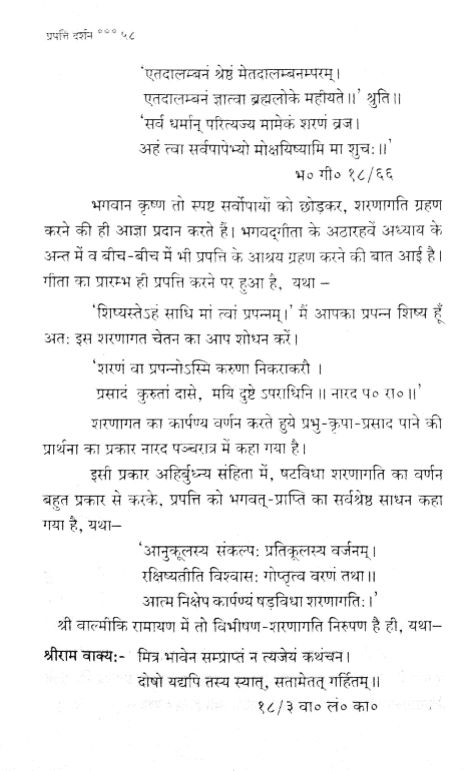 प्रपत्ति दर्शन °°° ५८
‘एतदालम्बनं श्रेष्ठं मेतदालम्बनम्परम्।
एतदालम्बनं ज्ञात्वा ब्रह्मलोके महीयते॥’ श्रुति॥
‘सर्व धर्मान् परित्यज्य मामेकं शरणं व्रज।
अहं त्वा सर्वपापेभ्यो मोक्षयिष्यामि मा शुचः॥’
भ० गी० १८/६६
भगवान कृष्ण तो स्पष्ट सर्वोपायों को छोड़कर, शरणागति ग्रहण
करने की ही आज्ञा प्रदान करते हैं। भगवद्गीता के अठारहवें अध्याय के
अन्त में व बीच-बीच में भी प्रपत्ति के आश्रय ग्रहण करने की बात आई है।
गीता का प्रारम्भ ही प्रपत्ति करने पर हुआ है, यथा –
‘शिष्यस्तेऽहं साधि मां त्वां प्रपन्नम्।’ मैं आपका प्रपन्न शिष्य हूँ
अतः इस शरणागत चेतन का आप शोधन करें।
‘शरणं वा प्रपन्नोऽस्मि करुणा निकराकरौ ।
प्रसादं कुरुतां दासे, मयि दुष्टे ऽपराधिनि॥ नारद प० रा०॥’
शरणागत का कार्पण्य वर्णन करते हुये प्रभु-कृपा-प्रसाद पाने की
प्रार्थना का प्रकार नारद पञ्चरात्र में कहा गया है।
इसी प्रकार अहिर्बुध्न्य संहिता में, षटविधा शरणागति का वर्णन
बहुत प्रकार से करके, प्रपत्ति को भगवत्-प्राप्ति का सर्वश्रेष्ठ साधन कहा
गया है, यथा–
‘आनुकूलस्य संकल्पः प्रतिकूलस्य वर्जनम्।
रक्षिष्यतीति विश्वासः गोप्तृत्व वरणं तथा॥
आत्म निक्षेप कार्पण्यं षड्विधा शरणागतिः।’
श्री वाल्मीकि रामायण में तो विभीषण-शरणागति निरुपण है ही, यथा–
श्रीराम वाक्यः- मित्र भावेन सम्प्राप्तं न त्यजेयं कथंचन।
दोषो यद्यपि तस्य स्यात्, सतामेतत् गर्हितम्॥
१८/३ वा० लं० का०